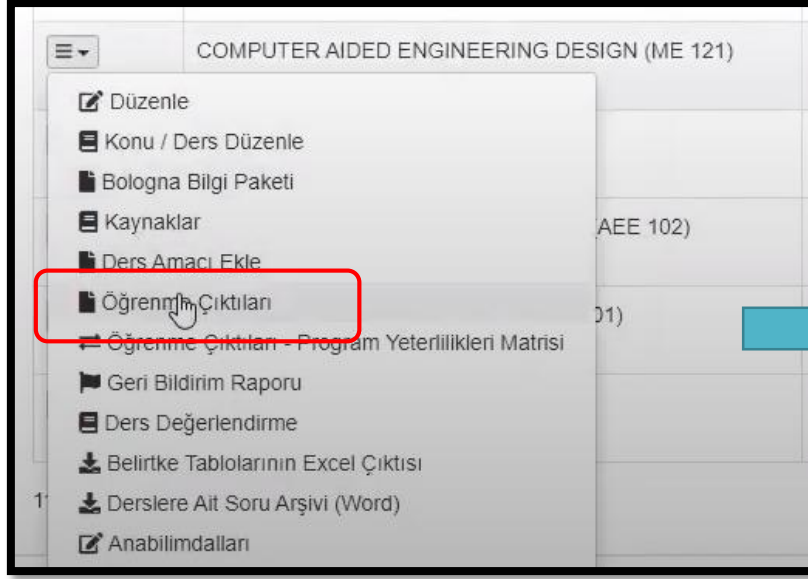 COMPUTER AIDED ENGINEERING DESIGN (ME 121)
Düzenle
Konu / Ders Düzenle
Bologna Bilgi Paketi
Kaynaklar
AEE 102)
Ders Amacı Ekle
Öğrenme Çıktıları
01)
Öğrenme Çıktıları - Program Yeterlilikleri Matrisi
Geri Bildirim Raporu
Ders Değerlendirme
Belirtke Tablolarının Excel Çıktısı
Derslere Ait Soru Arşivi (Word)
Anabilimdalları